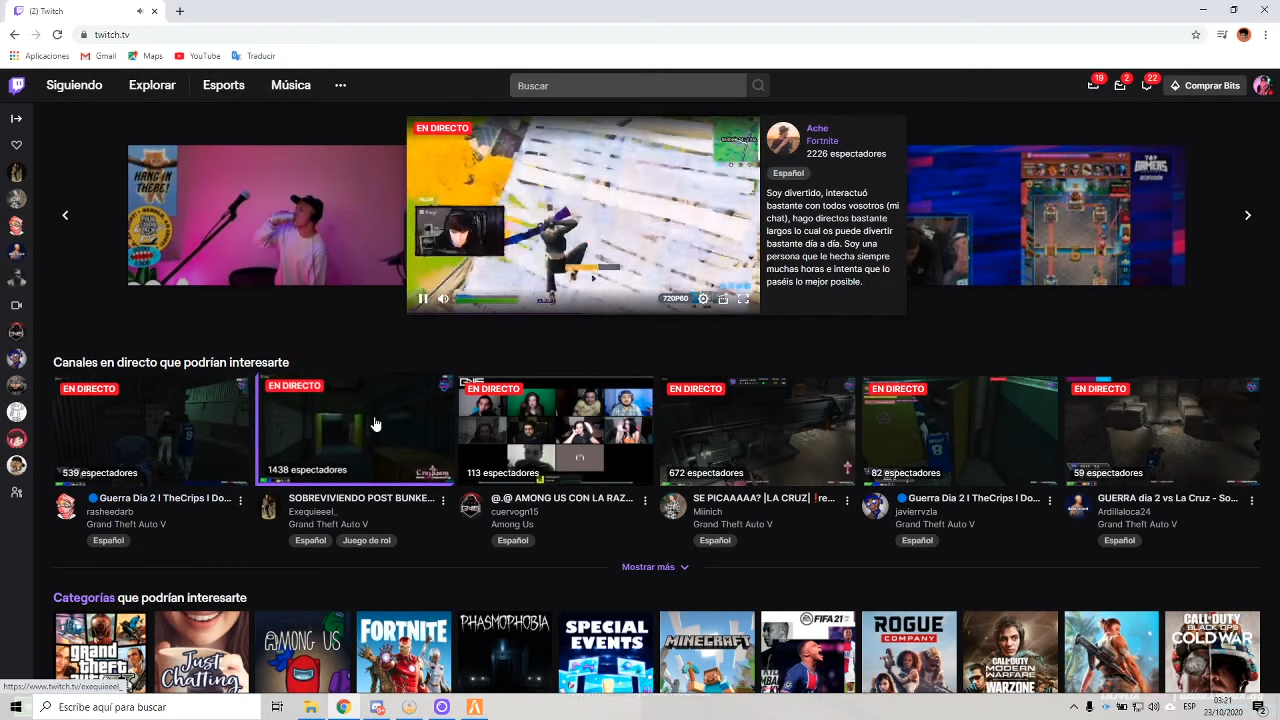 (2) Twitch
twitch.tv
Aplicaciones
Gmail
Maps
YouTube
Traducir
Siguiendo
Explorar
Esports
Música
Buscar
19
2
22
Comprar Bits
HANG IN
THERE!
EN DIRECTO
720P60
Ache
Fortnite
2226 espectadores
Español
Soy divertido, interactuó
bastante con todos vosotros (mi
chat), hago directos bastante
largos lo cual os puede divertir
bastante día a día. Soy una
persona que le hecha siempre
muchas horas e intenta que lo
paséis lo mejor posible.
Canales en directo que podrían interesarte
EN DIRECTO
539 espectadores
Guerra Dia 2 I TheCrips I Do...
rasheedarb
Grand Theft Auto V
Español
EN DIRECTO
1438 espectadores
SOBREVIVIENDO POST BUNKE...
Exequieeel_
Grand Theft Auto V
Español
Juego de rol
EN DIRECTO
113 espectadores
@.@ AMONG US CON LA RAZ...
cuervogn15
Among Us
Español
EN DIRECTO
672 espectadores
SE PICAAAAA? |LA CRUZ| !re...
Miinich
Grand Theft Auto V
Español
EN DIRECTO
82 espectadores
Guerra Dia 2 I TheCrips I Do...
javierrvzla
Grand Theft Auto V
Español
EN DIRECTO
59 espectadores
GUERRA dia 2 vs La Cruz - So...
Ardillaloca24
Grand Theft Auto V
Español
Mostrar más
Categorías que podrían interesarte
grand
theft
Just
Chatting
AMONG US
FORTNITE
PHASMOPHOBIA
SPECIAL
EVENTS
MINECRAFT
FIFA 21
ROGUE
COMPANY
CALL OF DUTY
MODERN
WARFARE
WARZONE
CALL OF DUTY
BLACK OPS
COLD WAR
https://www.twitch.tv/exequieeel_
Escribe aquí para buscar
ESP
03:21
23/10/2020